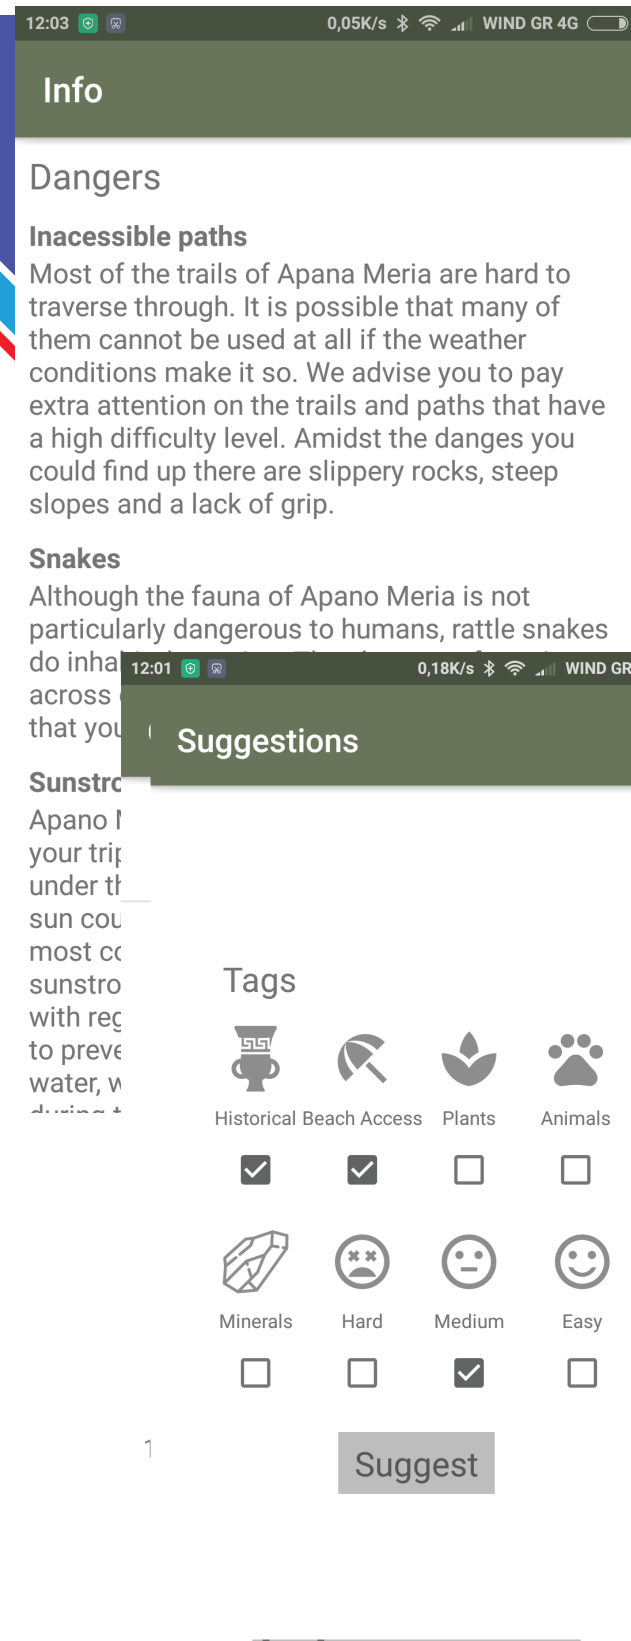 12:03 0,05K/s WIND GR 4G
Info
Dangers
Inacessible paths
Most of the trails of Apana Meria are hard to
traverse through. It is possible that many of
them cannot be used at all if the weather
conditions make it so. We advise you to pay
extra attention on the trails and paths that have
a high difficulty level. Amidst the danges you
could find up there are slippery rocks, steep
slopes and a lack of grip.
Snakes
Although the fauna of Apano Meria is not
particularly dangerous to humans, rattle snakes
do inha
across
that you
Sunstro
Apano
your trip
under th
sun cou
most co
sunstro
with reg
to preve
water, w
during t
12:01 0,18K/s WIND GR
Suggestions
Tags
Historical Beach Access Plants Animals
Minerals Hard Medium Easy
1
Suggest